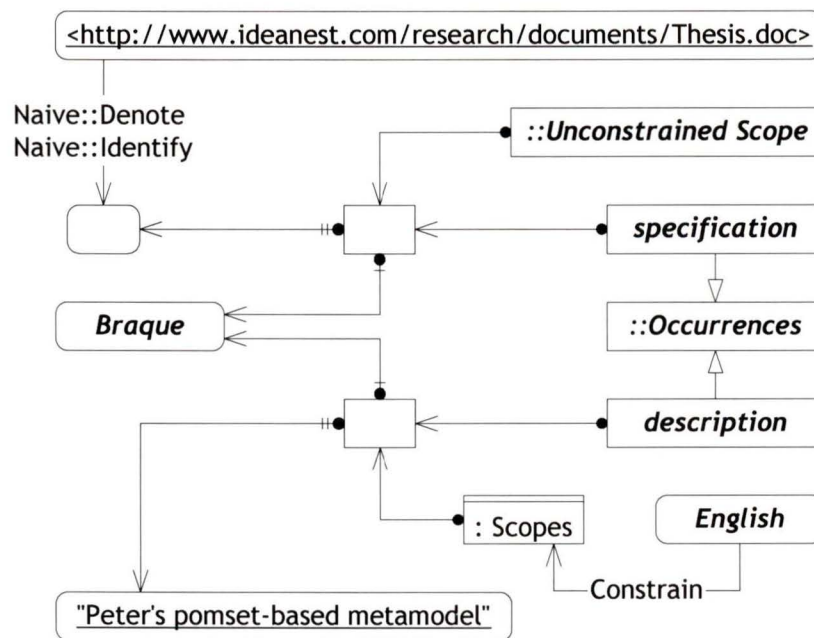 <http://www.ideanest.com/research/documents/Thesis.doc>
Naive::Denote
Naive::Identify
::Unconstrained Scope
specification
Braque
::Occurrences
description
: Scopes
English
Constrain
"Peter's pomset-based metamodel"